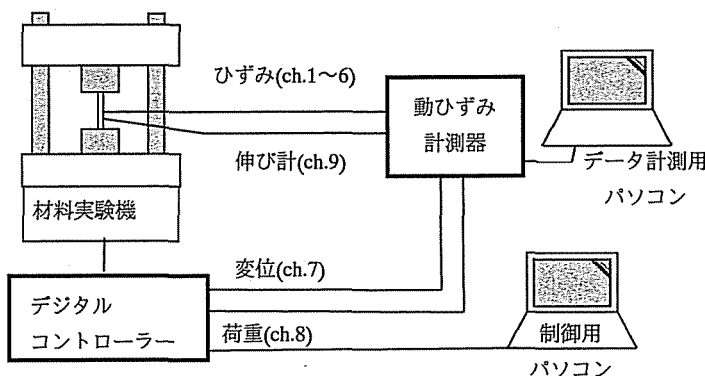 ひずみ(ch.1～6)
動ひずみ
計測器
伸び計(ch.9)
データ計測用
パソコン
材料実験機
変位(ch.7)
デジタル
コントローラー
荷重(ch.8)
制御用
パソコン